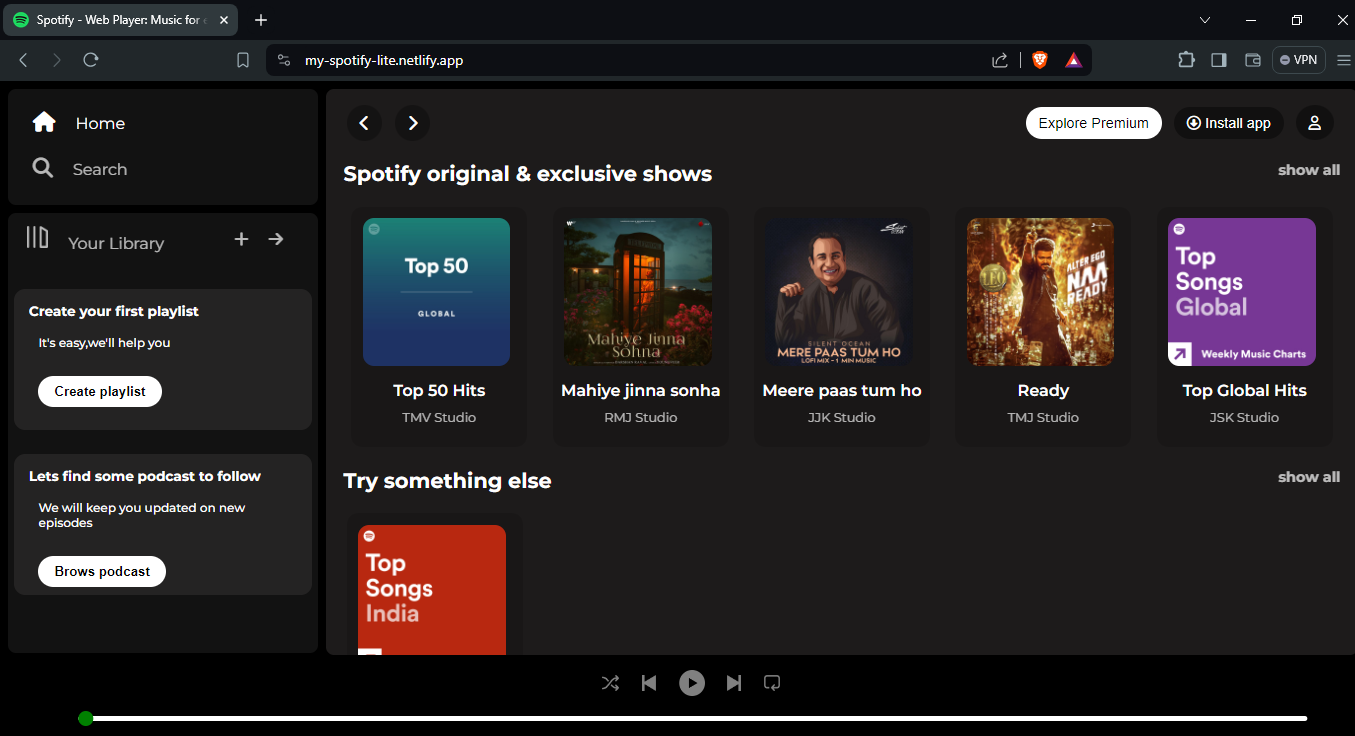 Spotify - Web Player: Music for
my-spotify-lite.netlify.app
VPN
Home
Search
Your Library
Create your first playlist
It's easy,we'll help you
Create playlist
Lets find some podcast to follow
We will keep you updated on new
episodes
Brows podcast
Explore Premium
Install app
Spotify original & exclusive shows
show all
Top 50
GLOBAL
Top 50 Hits
TMV Studio
Mahiye Jinna
Sohna
Mahiye jinna sonha
RMJ Studio
SILENT OCEAN
MERE PAAS TUM HO
LOFI MIX - 1 MIN MUSIC
Meere paas tum ho
JJK Studio
LEO
ALTER EGO
NAA
READY
Ready
TMJ Studio
Top
Songs
Global
Weekly Music Charts
Top Global Hits
JSK Studio
Try something else
show all
Top
Songs
India